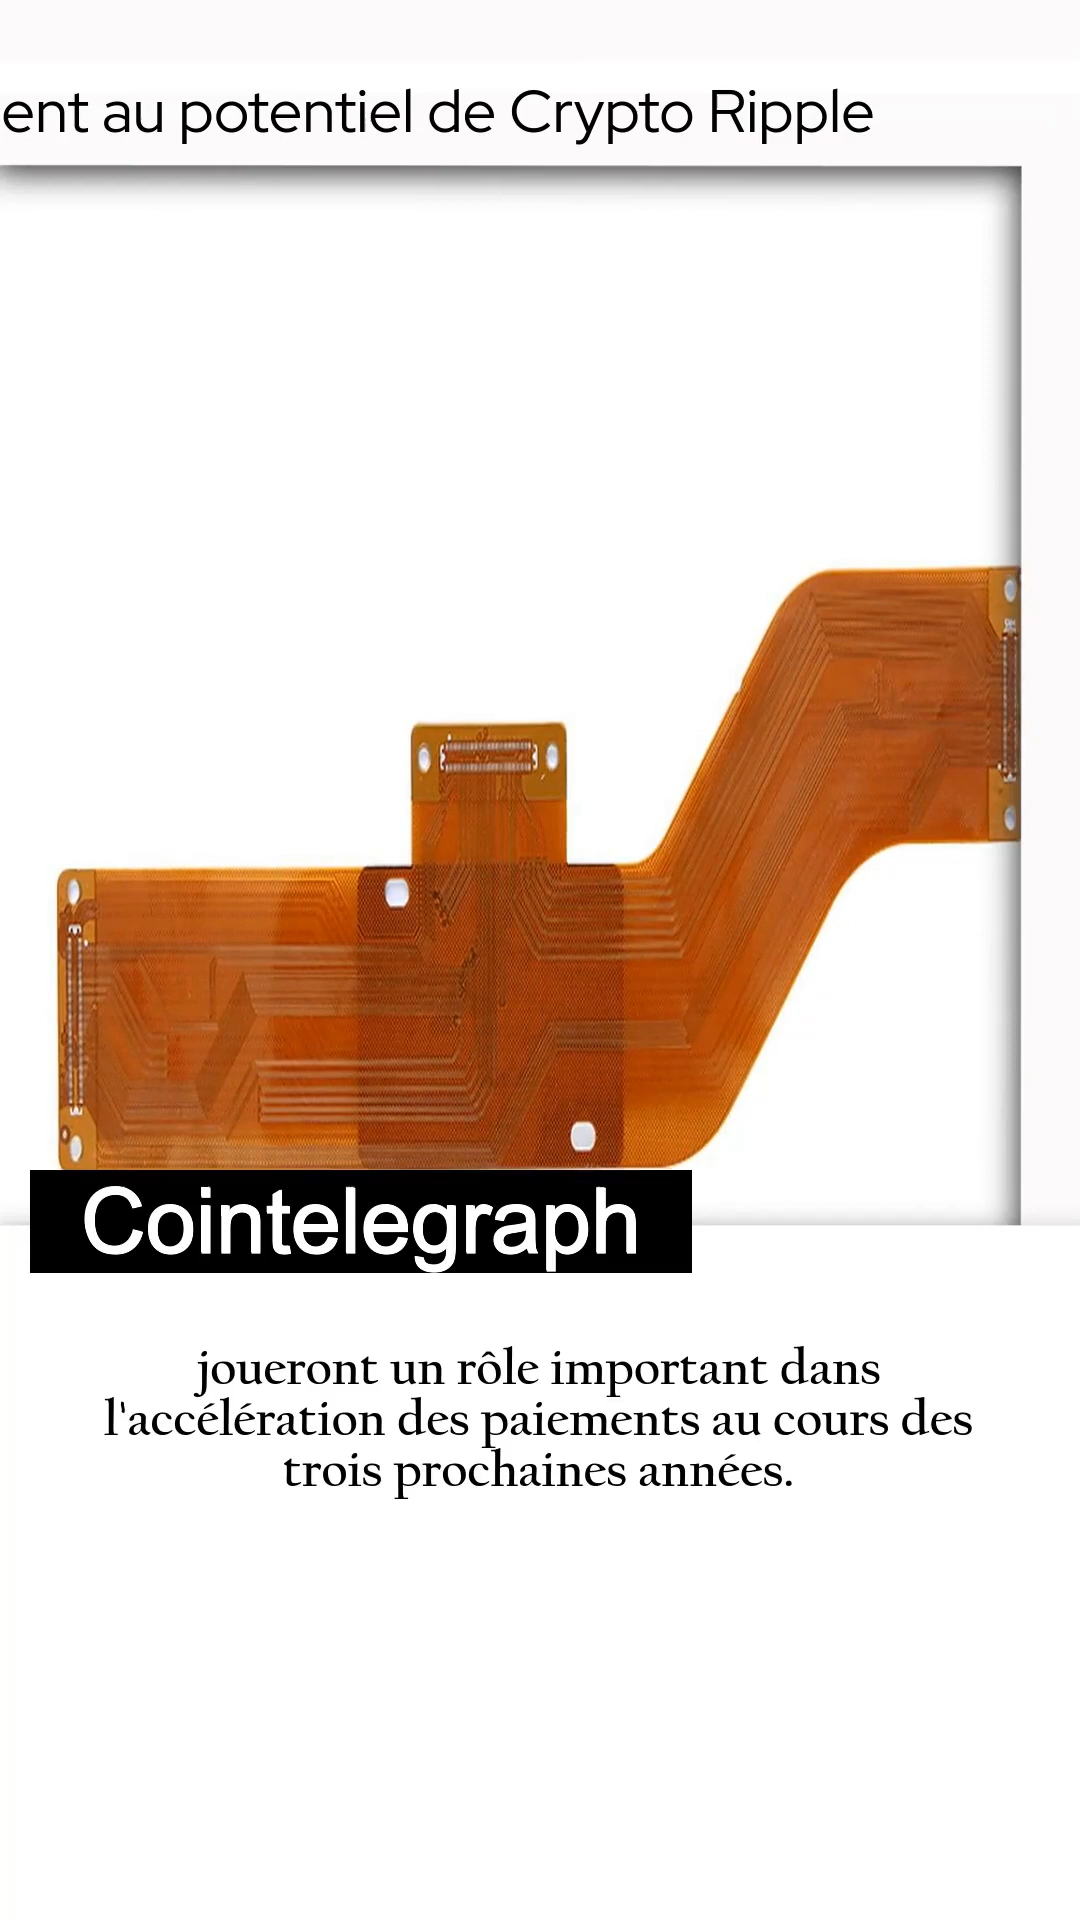 ent au potentiel de Crypto Ripple
Cointelegraph
joueront un rôle important dans
l'accélération des paiements au cours des
trois prochaines années.